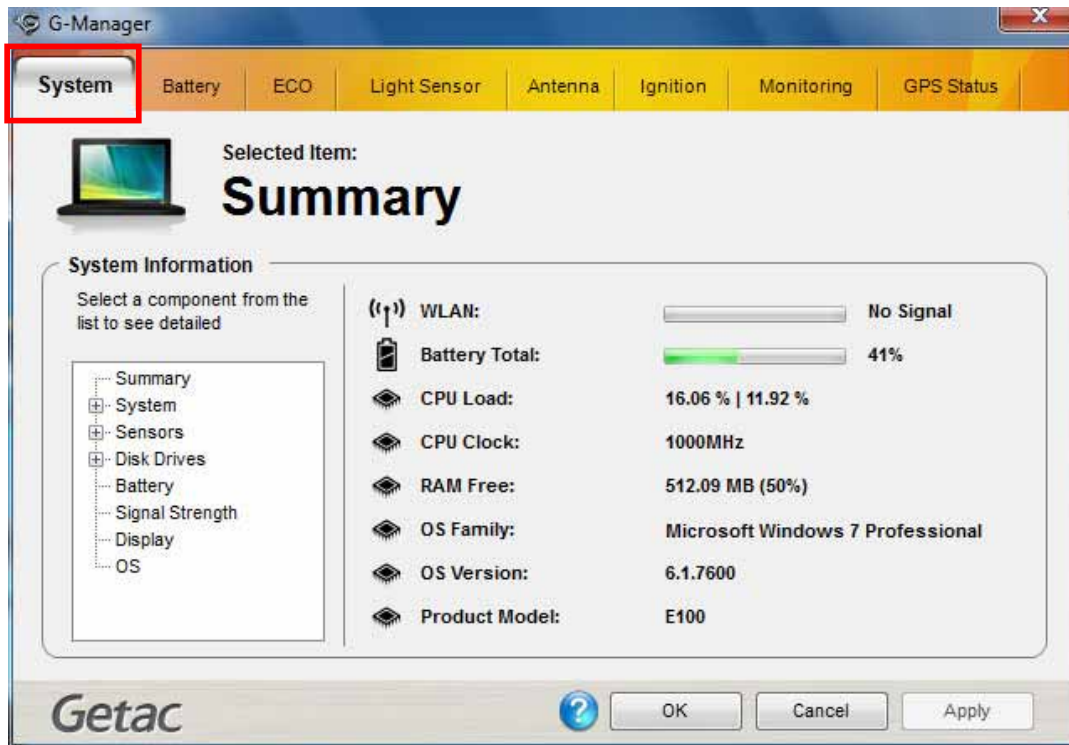 G-Manager
System Battery ECO Light Sensor Antenna Ignition Monitoring GPS Status
Selected Item:
Summary
System Information
Select a component from the
list to see detailed
Summary
System
Sensors
Disk Drives
Battery
Signal Strength
Display
OS
WLAN: No Signal
Battery Total: 41%
CPU Load: 16.06 % | 11.92 %
CPU Clock: 1000MHz
RAM Free: 512.09 MB (50%)
OS Family: Microsoft Windows 7 Professional
OS Version: 6.1.7600
Product Model: E100
Getac ? OK Cancel Apply